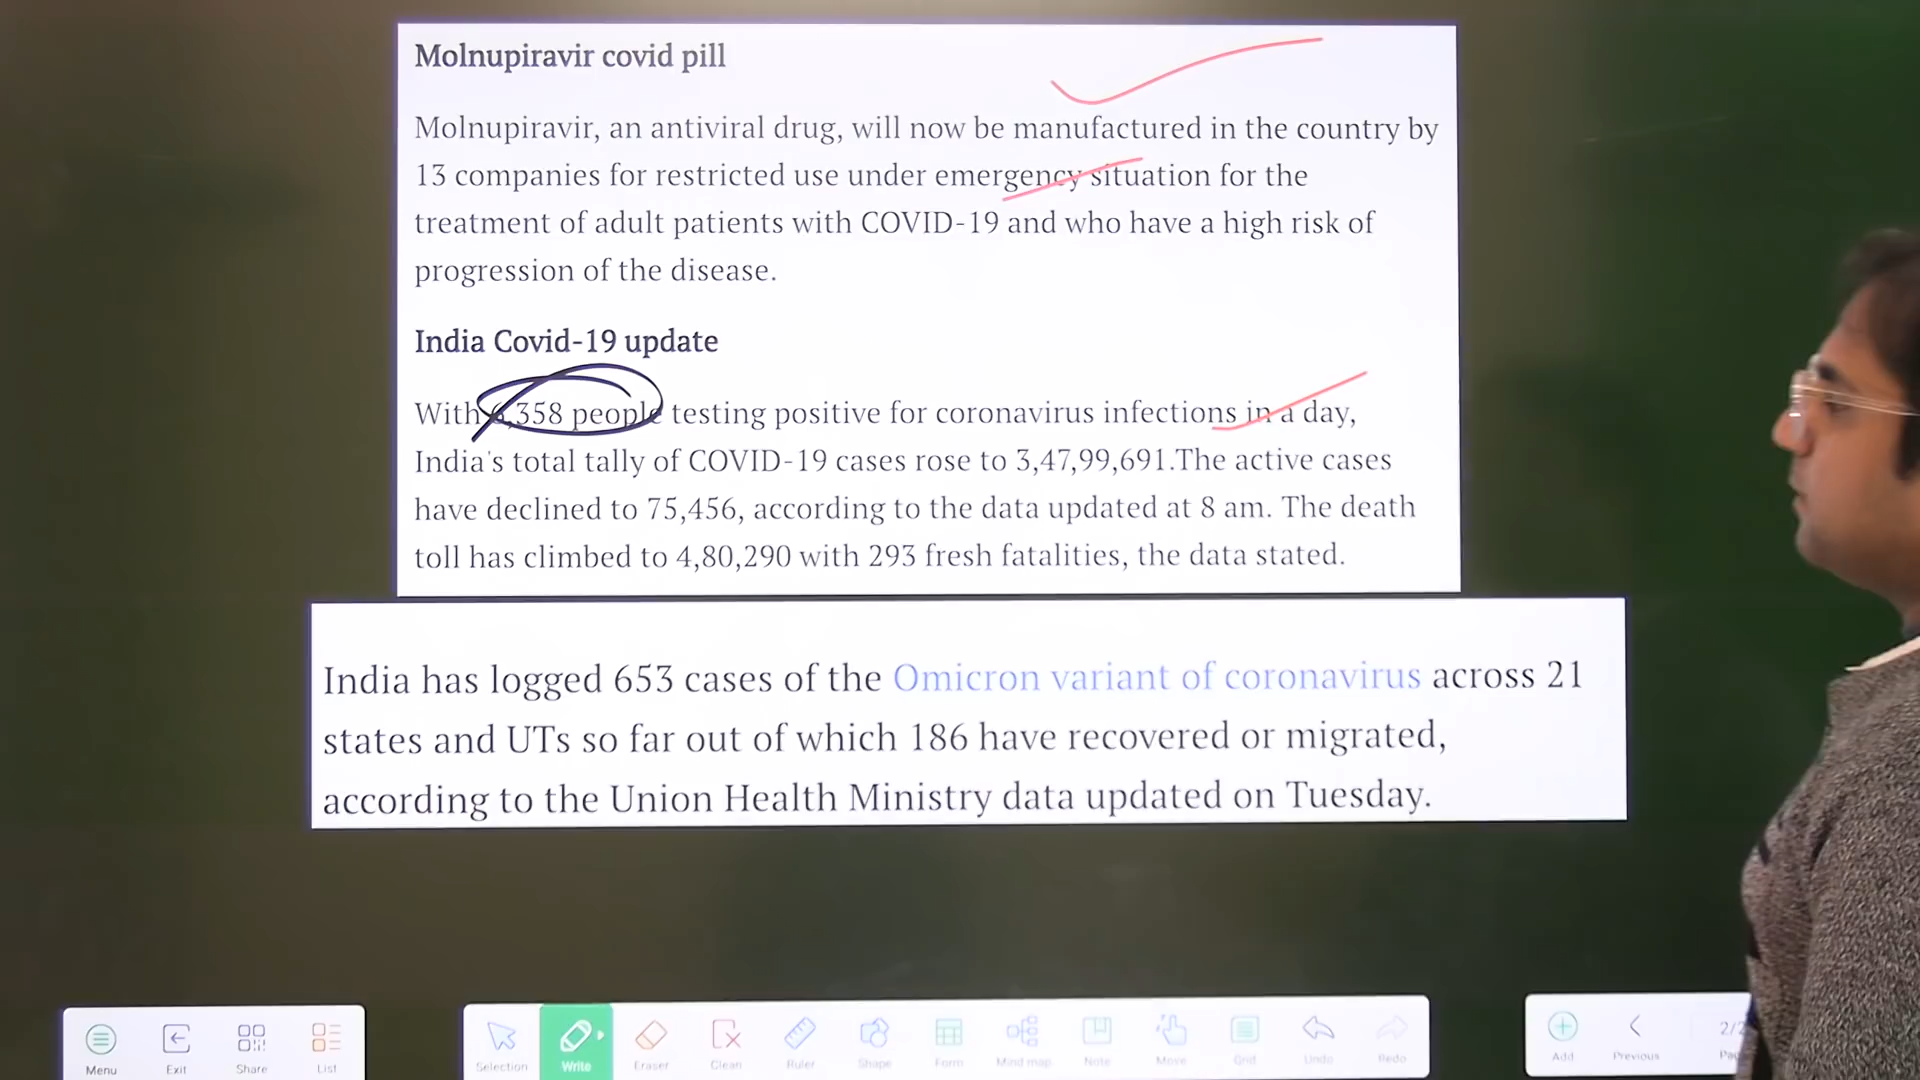 Molnupiravir covid pill
Molnupiravir, an antiviral drug, will now be manufactured in the country by
13 companies for restricted use under emergency situation for the
treatment of adult patients with COVID-19 and who have a high risk of
progression of the disease.
India Covid-19 update
With 6,358 people testing positive for coronavirus infections in a day,
India's total tally of COVID-19 cases rose to 3,47,99,691.The active cases
have declined to 75,456, according to the data updated at 8 am. The death
toll has climbed to 4,80,290 with 293 fresh fatalities, the data stated.
India has logged 653 cases of the Omicron variant of coronavirus across 21
states and UTs so far out of which 186 have recovered or migrated,
according to the Union Health Ministry data updated on Tuesday.
Menu Exit Share List Selection Write Eraser Clean Ruler Shape Form Mind map Note Move Grid Undo Redo Add Previous 2/2